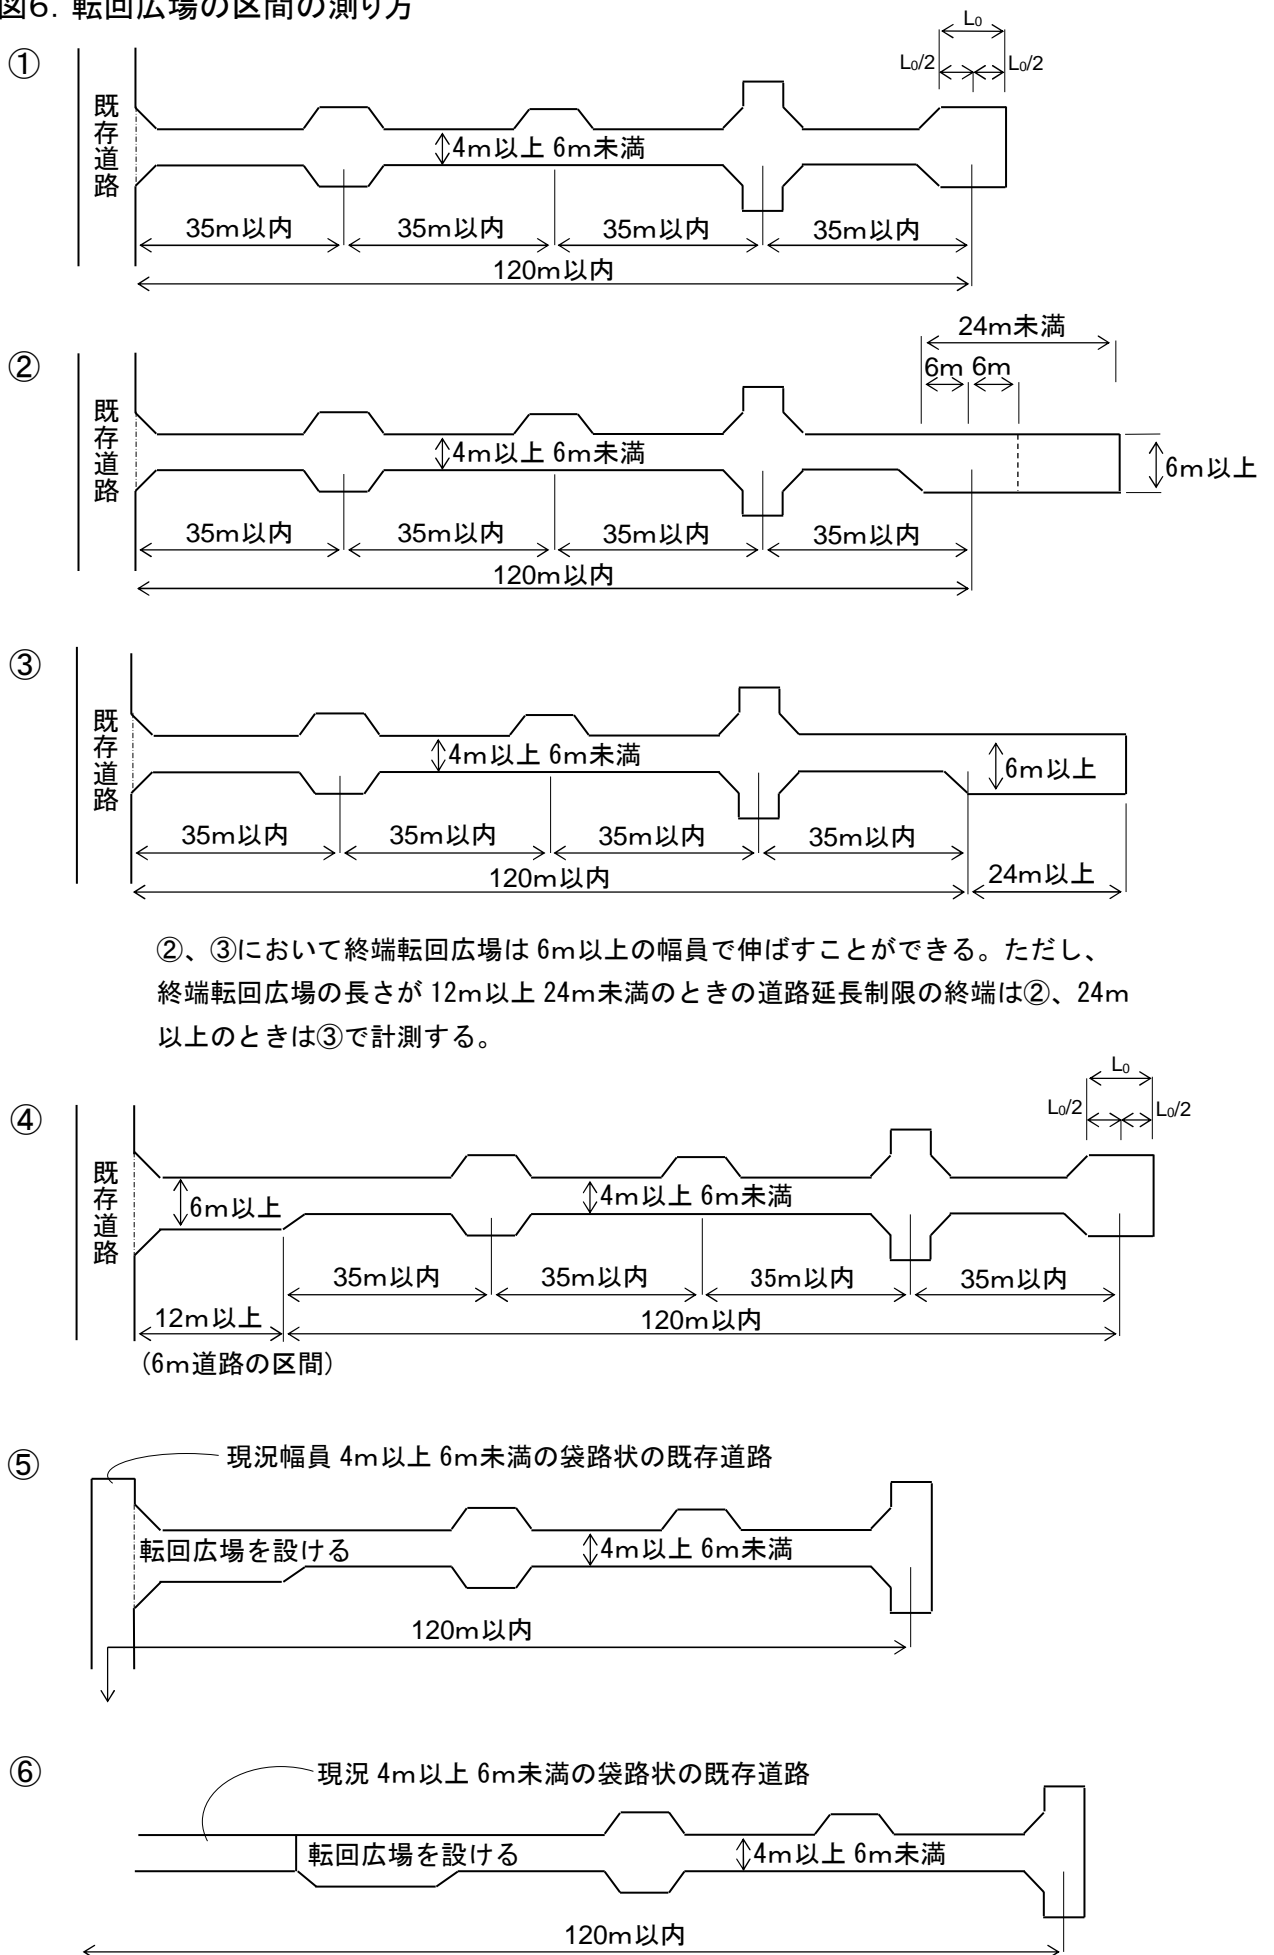 図6．転回広場の区間の測り方
①
L0
L0/2
L0/2
既存道路
4m以上 6m未満
35m以内
35m以内
35m以内
35m以内
120m以内
②
24m未満
6m 6m
既存道路
4m以上 6m未満
6m以上
35m以内
35m以内
35m以内
35m以内
120m以内
③
既存道路
4m以上 6m未満
6m以上
35m以内
35m以内
35m以内
35m以内
120m以内
24m以上
②、③において終端転回広場は 6m以上の幅員で伸ばすことができる。ただし、
終端転回広場の長さが 12m以上 24m未満のときの道路延長制限の終端は②、24m
以上のときは③で計測する。
④
L0
L0/2
L0/2
既存道路
6m以上
4m以上 6m未満
35m以内
35m以内
35m以内
35m以内
12m以上
120m以内
（6m道路の区間）
⑤
現況幅員 4m以上 6m未満の袋路状の既存道路
転回広場を設ける
4m以上 6m未満
120m以内
⑥
現況 4m以上 6m未満の袋路状の既存道路
転回広場を設ける
4m以上 6m未満
120m以内